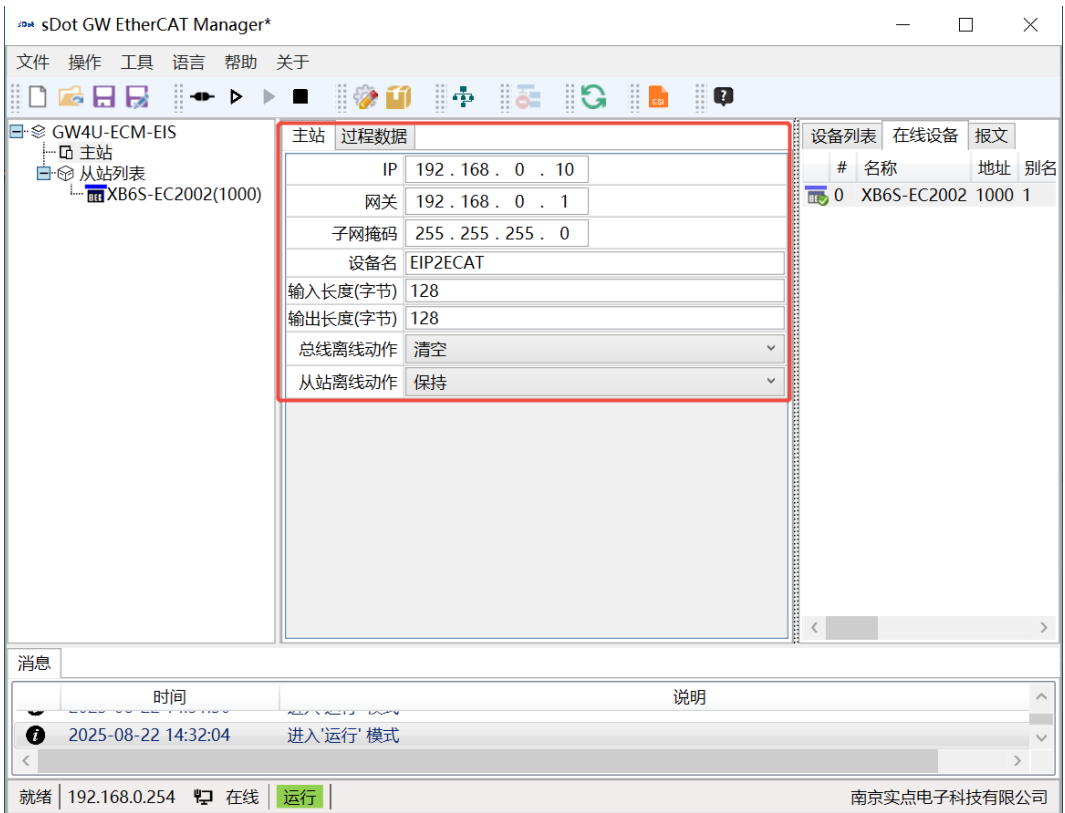 sDot sDot GW EtherCAT Manager*
文件 操作 工具 语言 帮助 关于
ESI
GW4U-ECM-EIS
主站
从站列表
XB6S-EC2002(1000)
主站 过程数据
IP 192 . 168 . 0 . 10
网关 192 . 168 . 0 . 1
子网掩码 255 . 255 . 255 . 0
设备名 EIP2ECAT
输入长度(字节) 128
输出长度(字节) 128
总线离线动作 清空
从站离线动作 保持
设备列表 在线设备 报文
# 名称 地址 别名
0 XB6S-EC2002 1000 1
消息
时间 说明
2025-08-22 14:32:04 进入'运行' 模式
就绪 192.168.0.254 在线 运行 南京实点电子科技有限公司